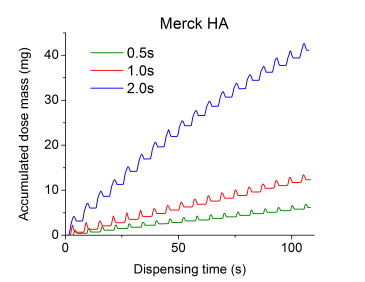 Merck HA
0.5s
1.0s
2.0s
Accumulated dose mass (mg)
40
30
20
10
0
0
50
100
Dispensing time (s)